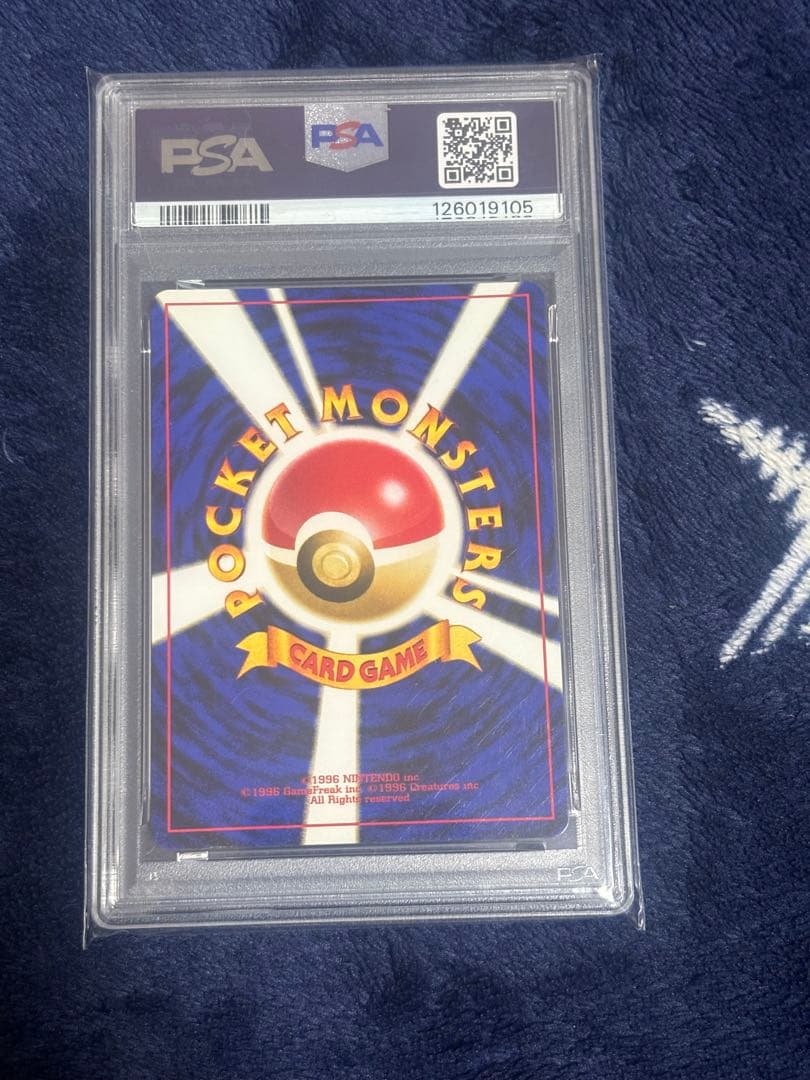 PSA
PSA
126019105
POCKET MONSTERS
CARD GAME
©1996 NINTENDO inc
©1996 GameFreak inc ©1996 Creatures inc
All Rights reserved
PSA